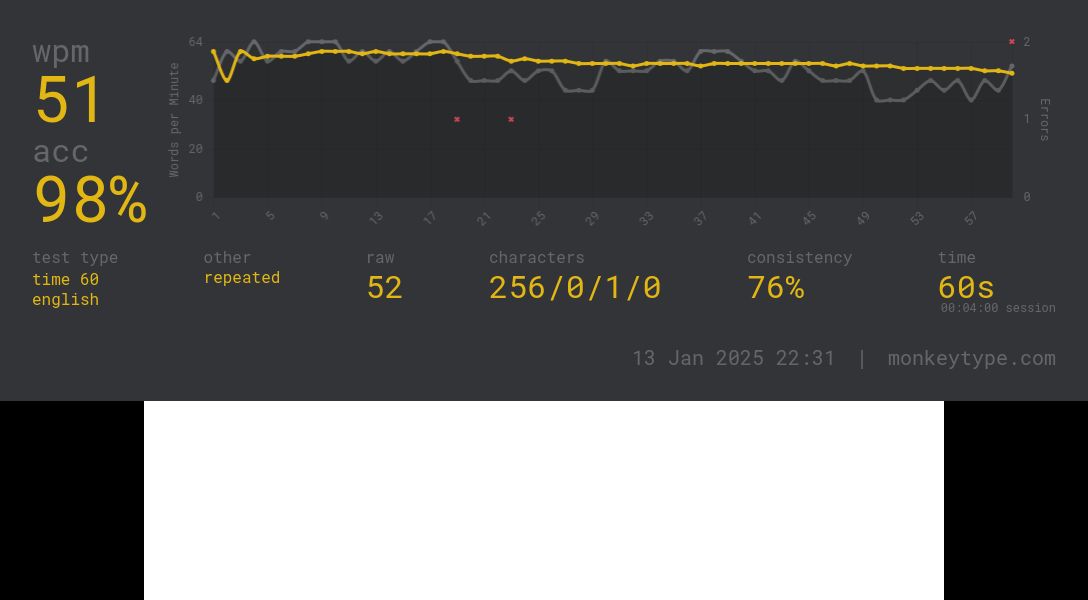 wpm
51
acc
98%
Words per Minute
64
40
20
0
1 5 9 13 17 21 25 29 33 37 41 45 49 53 57
2
1
0
Errors
test type
time 60
english
other
repeated
raw
52
characters
256/0/1/0
consistency
76%
time
60s
00:04:00 session
13 Jan 2025 22:31 | monkeytype.com